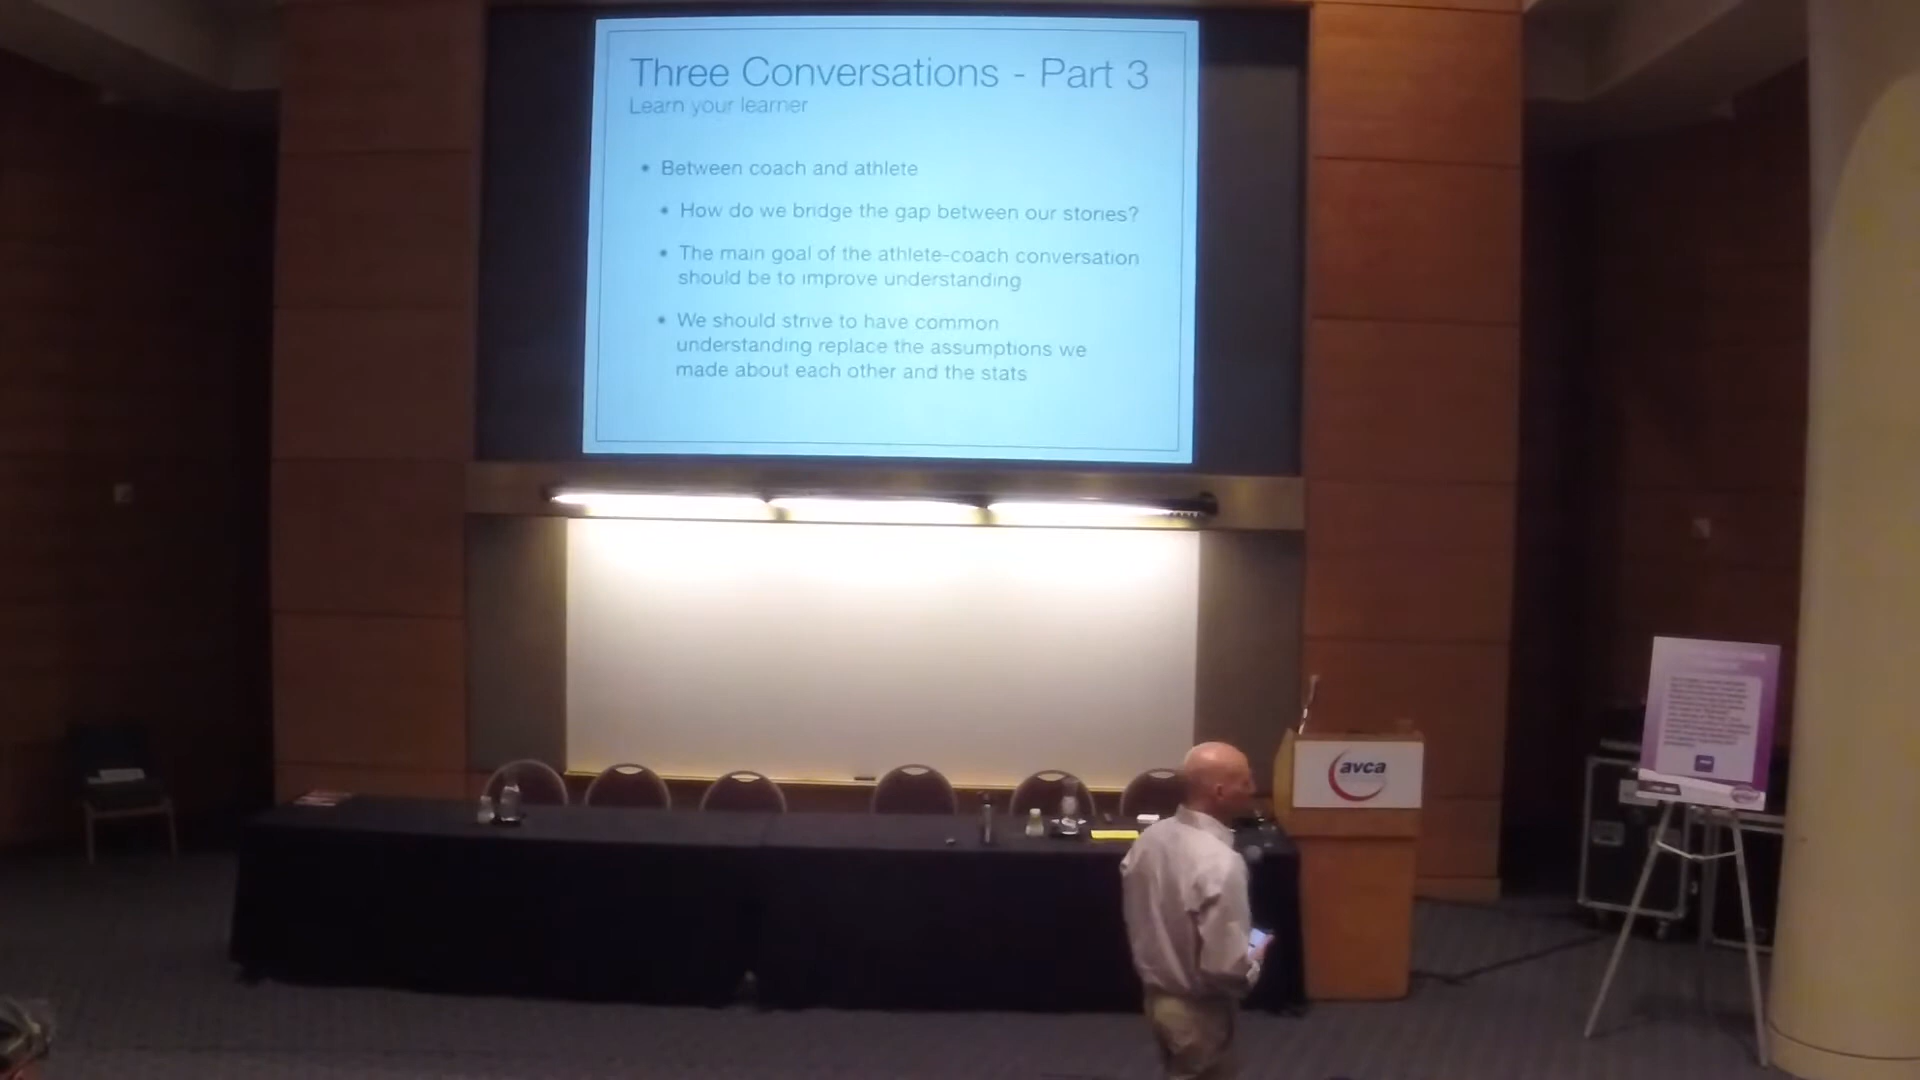 Three Conversations - Part 3
Learn your learner
• Between coach and athlete
• How do we bridge the gap between our stories?
• The main goal of the athlete-coach conversation
should be to improve understanding
• We should strive to have common
understanding replace the assumptions we
made about each other and the stats
avca